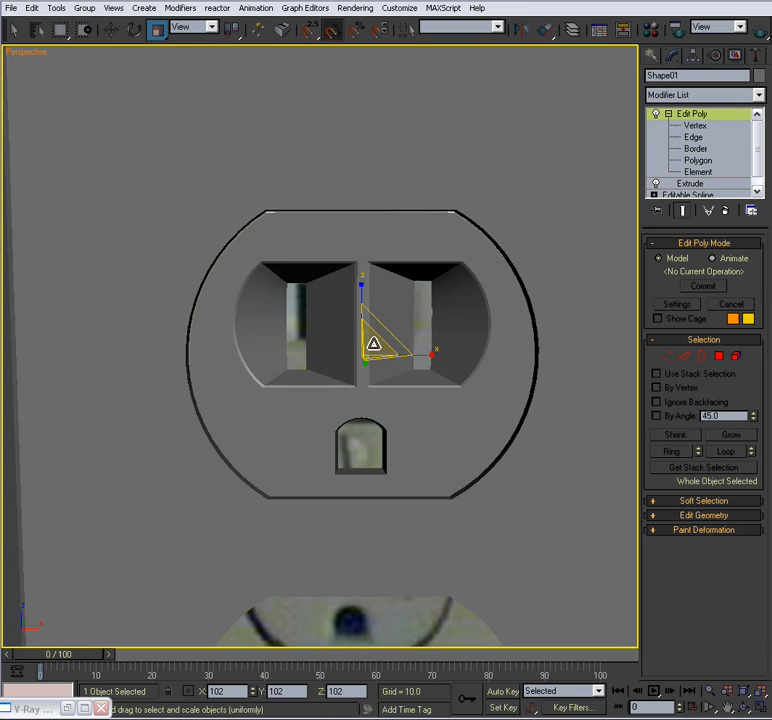 File Edit Tools Group Views Create Modifiers reactor Animation Graph Editors Rendering Customize MAXScript Help
View 2.5 % View
Perspective
Shape01
Modifier List
Edit Poly
Vertex
Edge
Border
Polygon
Element
Extrude
Editable Spline
- Edit Poly Mode
Model Animate
<No Current Operation>
Commit
Settings Cancel
Show Cage
- Selection
Use Stack Selection
By Vertex
Ignore Backfacing
By Angle: 45.0
Shrink Grow
Ring Loop
Get Stack Selection
Whole Object Selected
+ Soft Selection
+ Edit Geometry
+ Paint Deformation
z
x
z
x
0 / 100
0 10 20 30 40 50 60 70 80 90 100
1 Object Selected X: 102 Y: 102 Z: 102 Grid = 10.0 Auto Key Selected
V-Ray ... drag to select and scale objects (uniformly) Add Time Tag Set Key Key Filters... 0